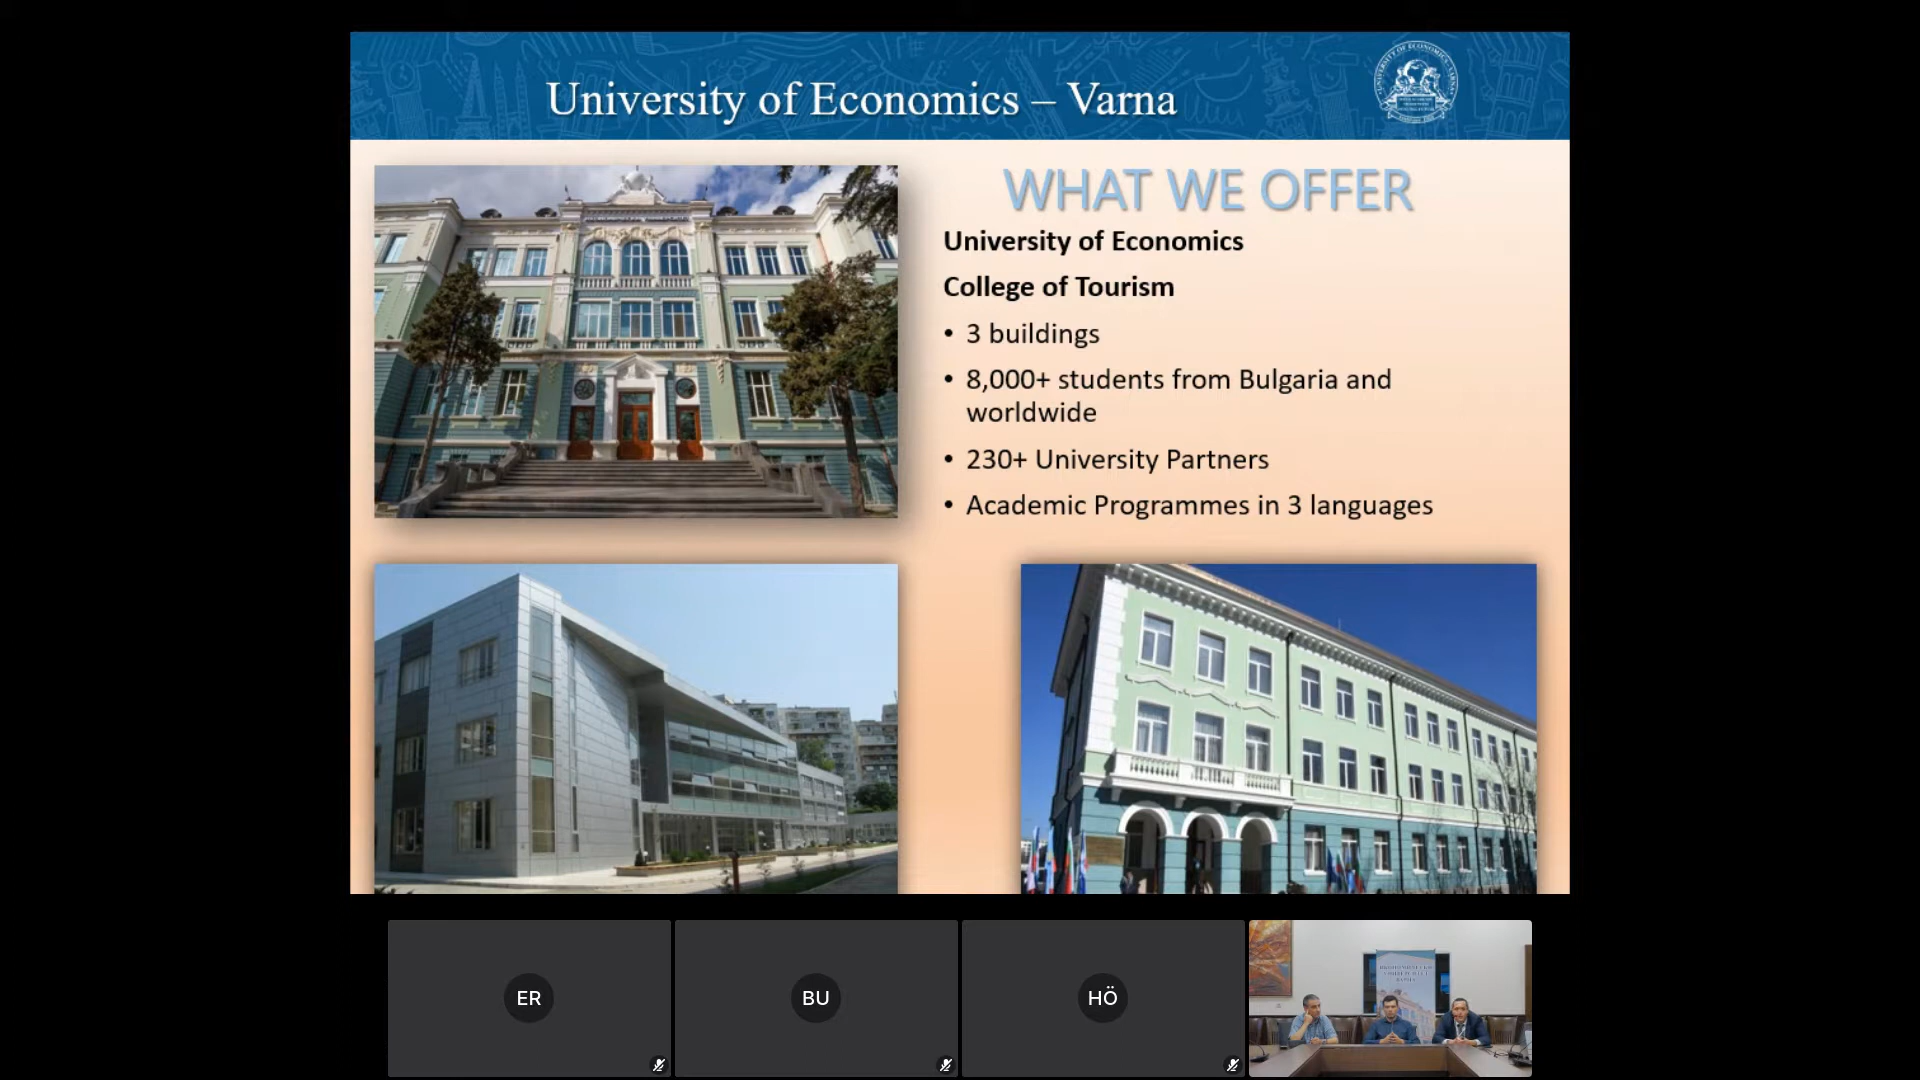 University of Economics – Varna
WHAT WE OFFER
University of Economics
College of Tourism
• 3 buildings
• 8,000+ students from Bulgaria and
worldwide
• 230+ University Partners
• Academic Programmes in 3 languages
ER
BU
HÖ